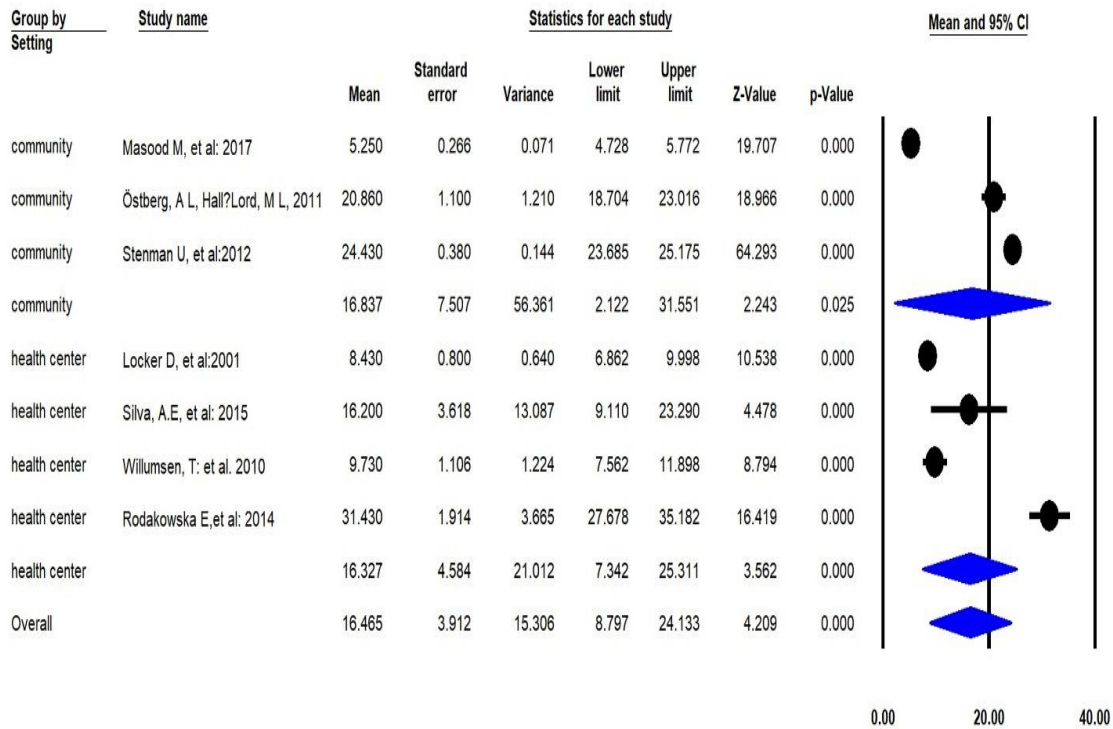 Group by Study name Statistics for each study Mean and 95% CI
Setting
Standard Lower Upper
Mean error Variance limit limit Z-Value p-Value
community Masood M, et al: 2017 5.250 0.266 0.071 4.728 5.772 19.707 0.000
community Östberg, A L, Hall?Lord, M L, 2011 20.860 1.100 1.210 18.704 23.016 18.966 0.000
community Stenman U, et al:2012 24.430 0.380 0.144 23.685 25.175 64.293 0.000
community 16.837 7.507 56.361 2.122 31.551 2.243 0.025
health center Locker D, et al:2001 8.430 0.800 0.640 6.862 9.998 10.538 0.000
health center Silva, A.E, et al: 2015 16.200 3.618 13.087 9.110 23.290 4.478 0.000
health center Willumsen, T: et al. 2010 9.730 1.106 1.224 7.562 11.898 8.794 0.000
health center Rodakowska E,et al: 2014 31.430 1.914 3.665 27.678 35.182 16.419 0.000
health center 16.327 4.584 21.012 7.342 25.311 3.562 0.000
Overall 16.465 3.912 15.306 8.797 24.133 4.209 0.000
0.00 20.00 40.00